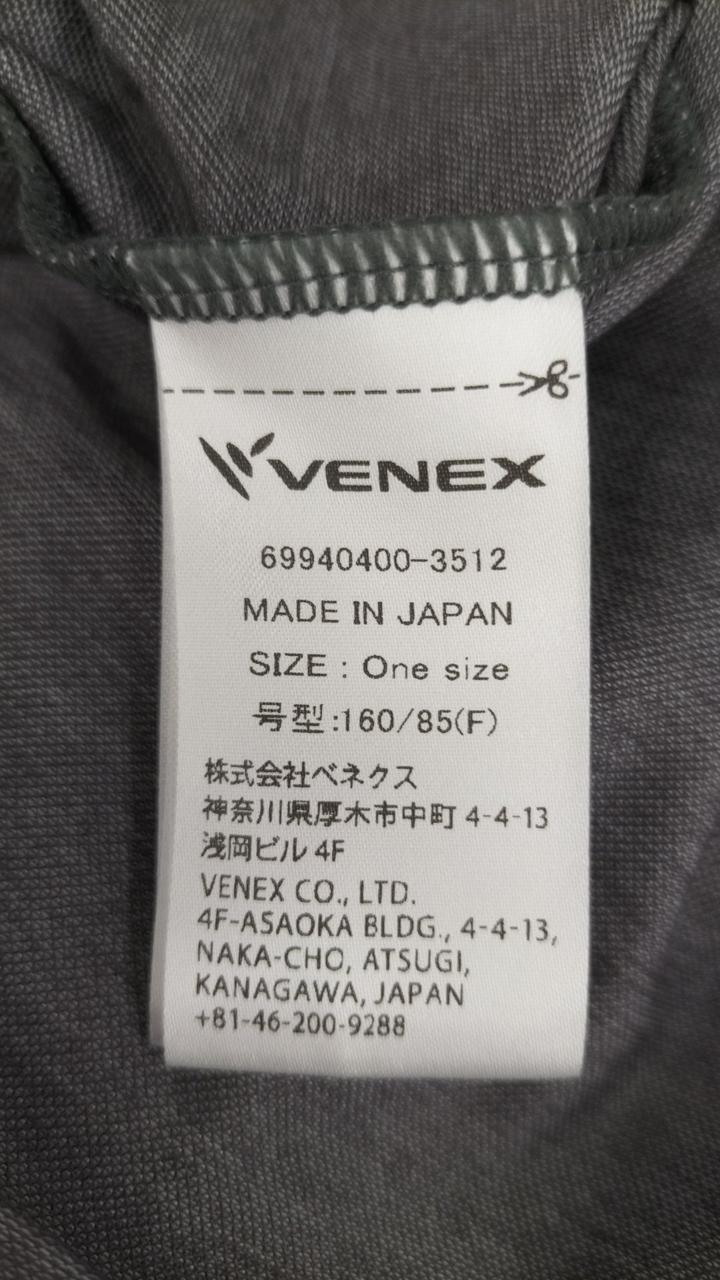 VENEX
69940400-3512
MADE IN JAPAN
SIZE : One size
号型:160/85(F)
株式会社ベネクス
神奈川県厚木市中町 4-4-13
浅岡ビル 4F
VENEX CO., LTD.
4F-ASAOKA BLDG., 4-4-13,
NAKA-CHO, ATSUGI,
KANAGAWA, JAPAN
+81-46-200-9288